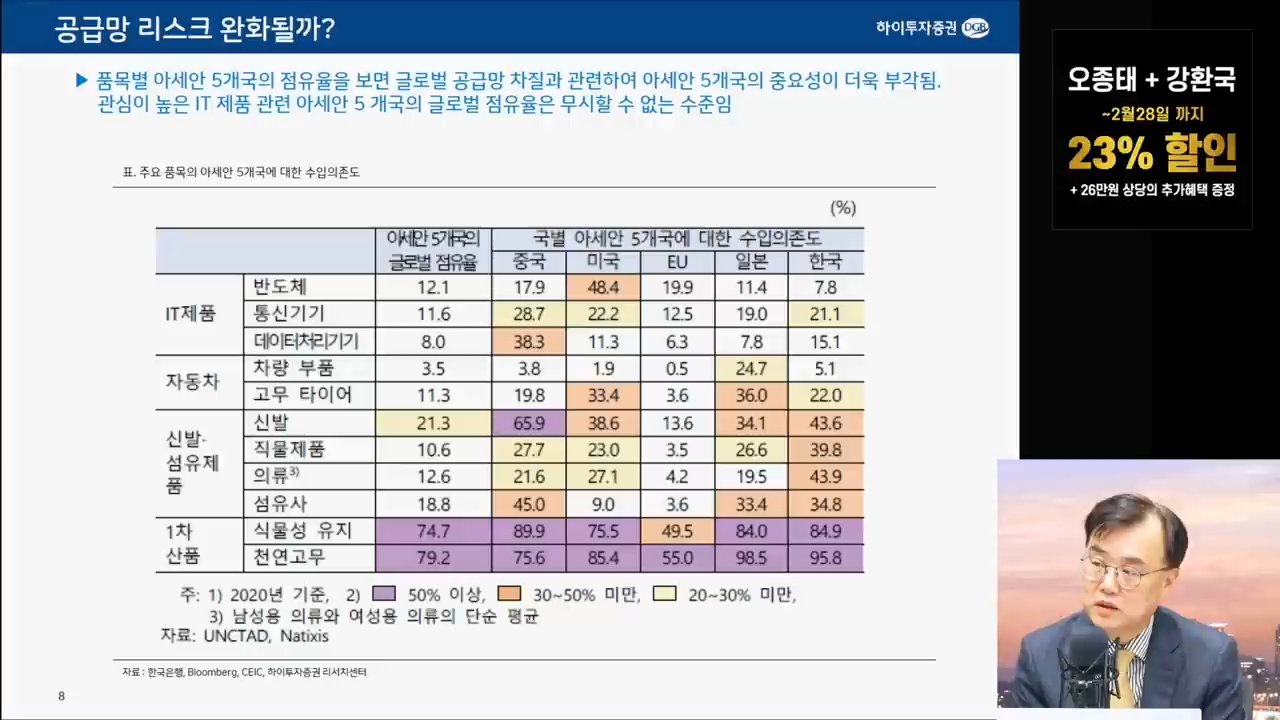 공급망 리스크 완화될까?
하이투자증권 DGB
▶ 품목별 아세안 5개국의 점유율을 보면 글로벌 공급망 차질과 관련하여 아세안 5개국의 중요성이 더욱 부각됨.
관심이 높은 IT 제품 관련 아세안 5 개국의 글로벌 점유율은 무시할 수 없는 수준임
표. 주요 품목의 아세안 5개국에 대한 수입의존도
(%)
아세안 5개국의 글로벌 점유율 국별 아세안 5개국에 대한 수입의존도
중국 미국 EU 일본 한국
IT제품 반도체 12.1 17.9 48.4 19.9 11.4 7.8
통신기기 11.6 28.7 22.2 12.5 19.0 21.1
데이터처리기기 8.0 38.3 11.3 6.3 7.8 15.1
자동차 차량 부품 3.5 3.8 1.9 0.5 24.7 5.1
고무 타이어 11.3 19.8 33.4 3.6 36.0 22.0
신발·섬유제품 신발 21.3 65.9 38.6 13.6 34.1 43.6
직물제품 10.6 27.7 23.0 3.5 26.6 39.8
의류3) 12.6 21.6 27.1 4.2 19.5 43.9
섬유사 18.8 45.0 9.0 3.6 33.4 34.8
1차 산품 식물성 유지 74.7 89.9 75.5 49.5 84.0 84.9
천연고무 79.2 75.6 85.4 55.0 98.5 95.8
주: 1) 2020년 기준, 2) 50% 이상, 30~50% 미만, 20~30% 미만,
3) 남성용 의류와 여성용 의류의 단순 평균
자료: UNCTAD, Natixis
자료 : 한국은행, Bloomberg, CEIC, 하이투자증권 리서치센터
8
오종태 + 강환국
~2월28일 까지
23% 할인
+ 26만원 상당의 추가혜택 증정